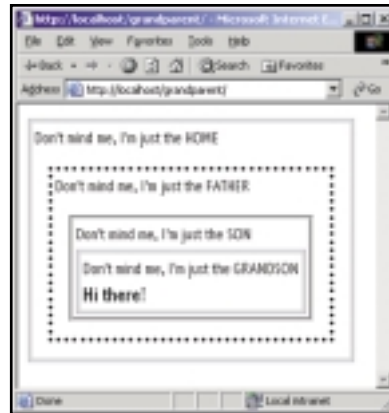 http://localhost/grandparent/ - Microsoft Internet E...
File Edit View Favorites Tools Help
Back Search Favorites
Address http://localhost/grandparent/ Go
Don't mind me, I'm just the HOME
Don't mind me, I'm just the FATHER
Don't mind me, I'm just the SON
Don't mind me, I'm just the GRANDSON
Hi there!
Done Local intranet